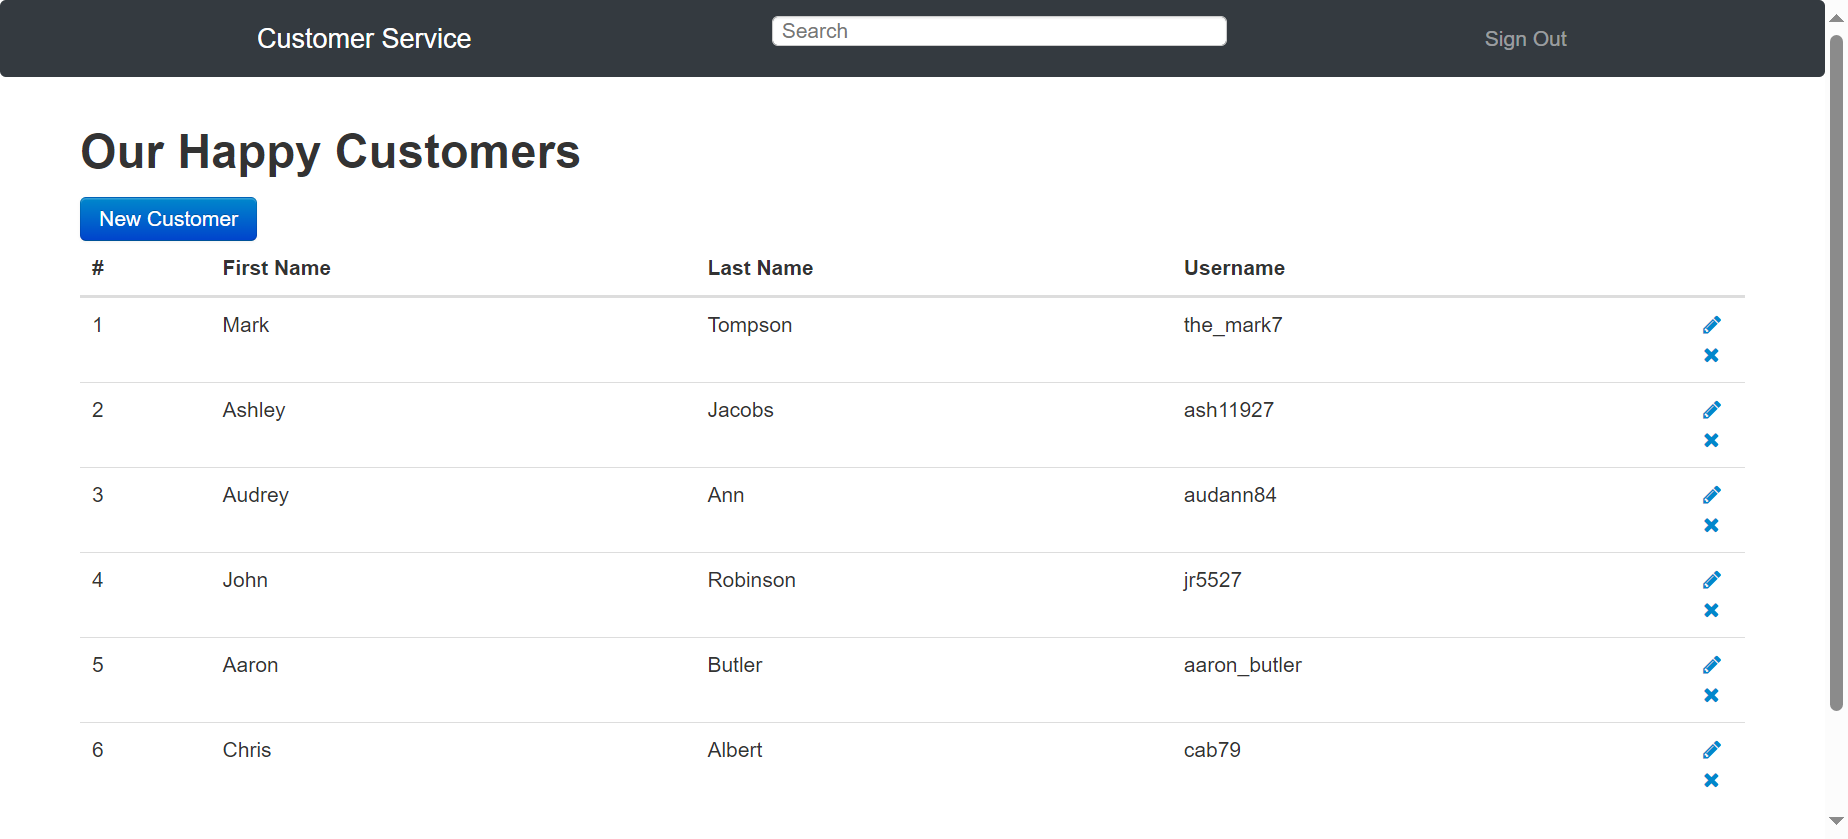 Customer Service Search Sign Out
Our Happy Customers
New Customer
# First Name Last Name Username
1 Mark Tompson the_mark7
2 Ashley Jacobs ash11927
3 Audrey Ann audann84
4 John Robinson jr5527
5 Aaron Butler aaron_butler
6 Chris Albert cab79